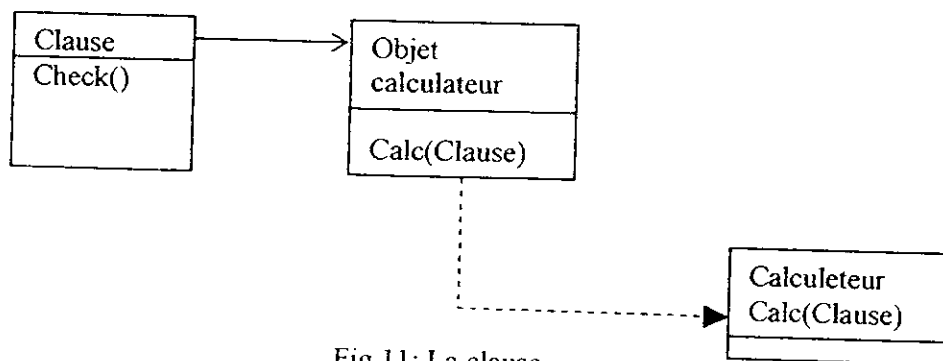 Clause
Check()
Objet
calculateur
Calc(Clause)
Calculeteur
Calc(Clause)
Fig 11: La clause